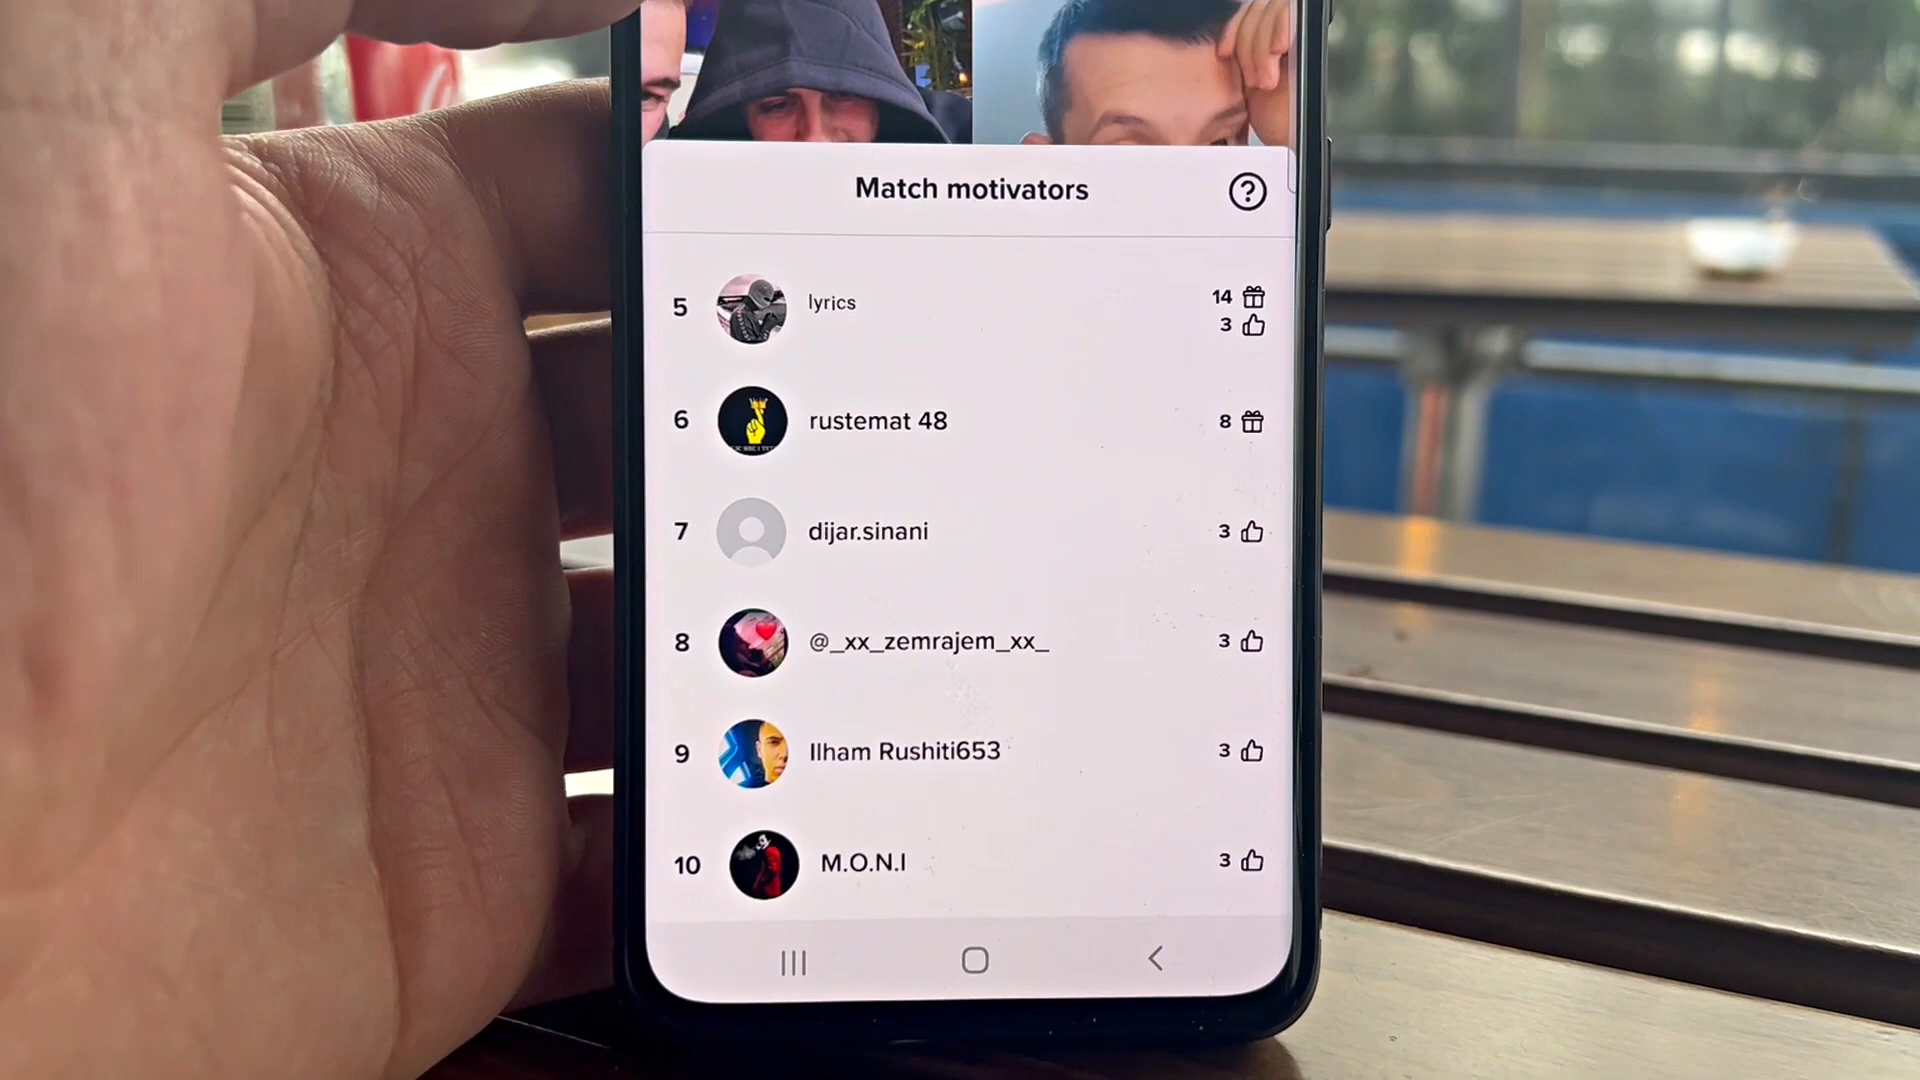 Match motivators
5 lyrics 14
3
6 rustemat 48 8
7 dijar.sinani 3
8 @_xx_zemrajem_xx_ 3
9 Ilham Rushiti653 3
10 M.O.N.I 3